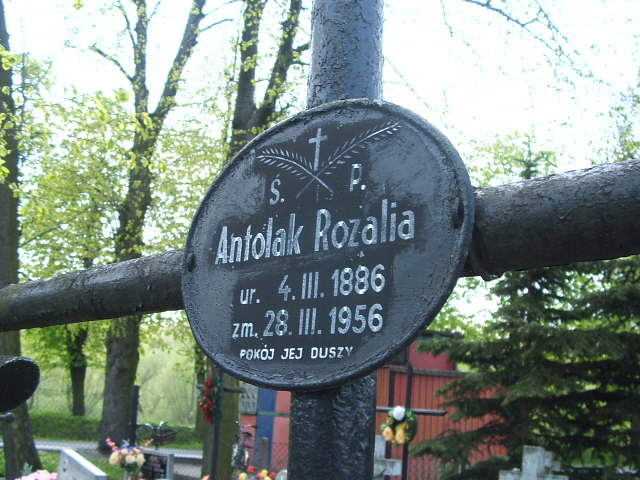 Ś. P.
Antolak Rozalia
ur. 4. III. 1886
zm. 28. III. 1956
POKÓJ JEJ DUSZY